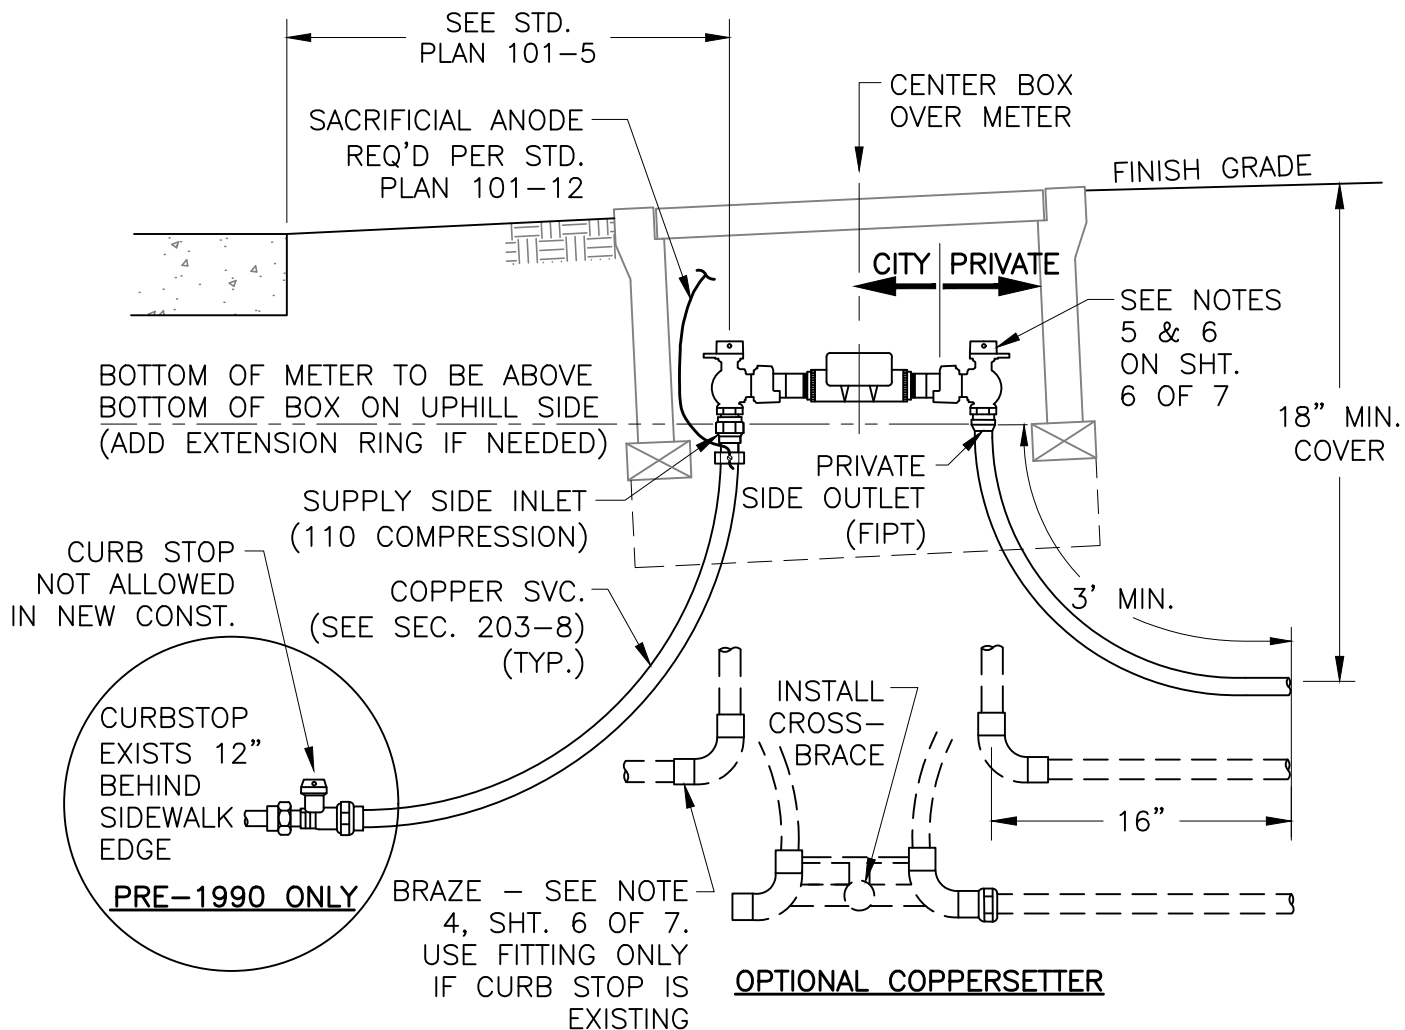 SEE STD.
PLAN 101-5
CENTER BOX
OVER METER
SACRIFICIAL ANODE
REQ'D PER STD.
PLAN 101-12
FINISH GRADE
CITY PRIVATE
SEE NOTES
5 & 6
ON SHT.
6 OF 7
BOTTOM OF METER TO BE ABOVE
BOTTOM OF BOX ON UPHILL SIDE
(ADD EXTENSION RING IF NEEDED)
18" MIN.
COVER
PRIVATE
SIDE OUTLET
(FIPT)
SUPPLY SIDE INLET
(110 COMPRESSION)
CURB STOP
NOT ALLOWED
IN NEW CONST.
COPPER SVC.
(SEE SEC. 203-8)
(TYP.)
3' MIN.
INSTALL
CROSS-
BRACE
CURBSTOP
EXISTS 12"
BEHIND
SIDEWALK
EDGE
PRE-1990 ONLY
16"
BRAZE - SEE NOTE
4, SHT. 6 OF 7.
USE FITTING ONLY
IF CURB STOP IS
EXISTING
OPTIONAL COPPERSETTER